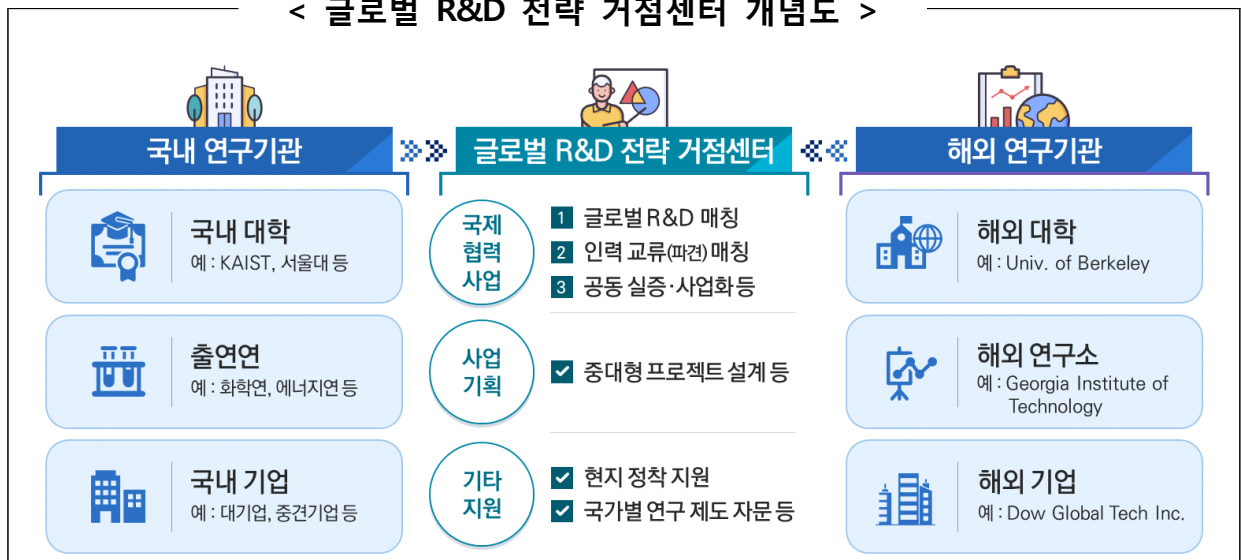 < 글로벌 R&D 전략 거점센터 개념도 >
국내 연구기관
글로벌 R&D 전략 거점센터
해외 연구기관
국내 대학
예 : KAIST, 서울대 등
출연연
예 : 화학연, 에너지연 등
국내 기업
예 : 대기업, 중견기업 등
국제
협력
사업
1 글로벌 R&D 매칭
2 인력 교류(파견) 매칭
3 공동 실증·사업화 등
사업
기획
중대형 프로젝트 설계 등
기타
지원
현지 정착 지원
국가별 연구 제도 자문 등
해외 대학
예 : Univ. of Berkeley
해외 연구소
예 : Georgia Institute of
Technology
해외 기업
예 : Dow Global Tech Inc.